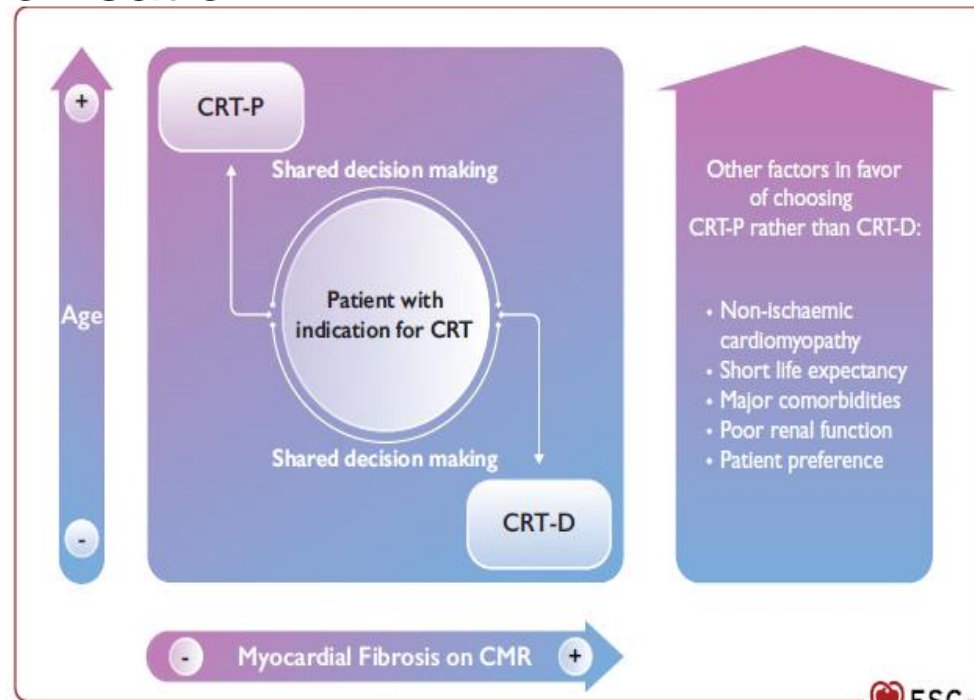 +
CRT-P
Shared decision making
Age
Patient with
indication for CRT
Shared decision making
CRT-D
-
- Myocardial Fibrosis on CMR +
Other factors in favor
of choosing
CRT-P rather than CRT-D:
• Non-ischaemic
cardiomyopathy
• Short life expectancy
• Major comorbidities
• Poor renal function
• Patient preference
ESC